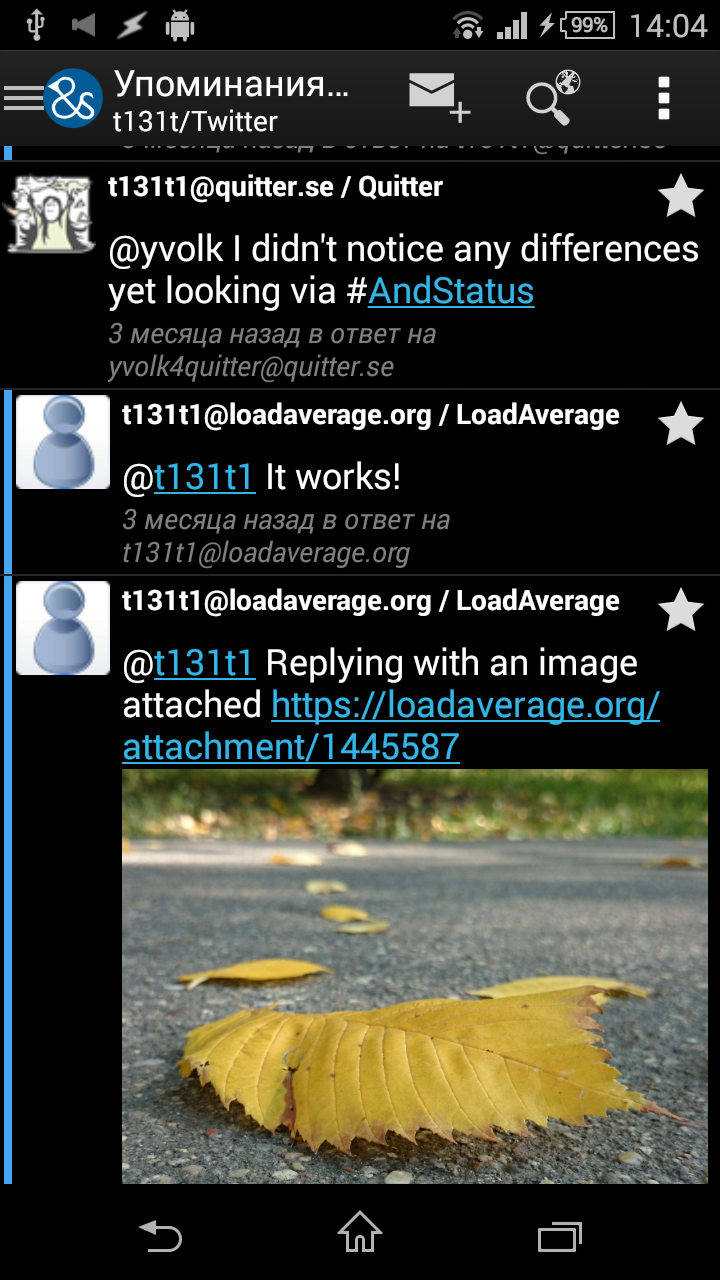 99% 14:04
Упоминания...
t131t/Twitter
t131t1@quitter.se / Quitter
@yvolk I didn't notice any differences
yet looking via #AndStatus
3 месяца назад в ответ на
yvolk4quitter@quitter.se
t131t1@loadaverage.org / LoadAverage
@t131t1 It works!
3 месяца назад в ответ на
t131t1@loadaverage.org
t131t1@loadaverage.org / LoadAverage
@t131t1 Replying with an image
attached https://loadaverage.org/
attachment/1445587